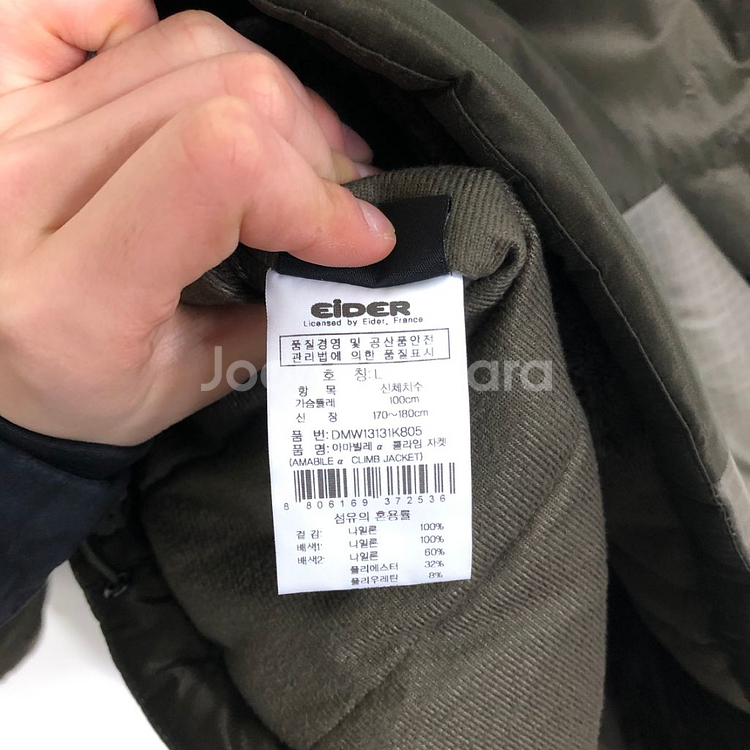 EiDER
Licensed by Eider, France
품질경영 및 공산품안전
관리법에 의한 품질표시
호 칭: L
항 목 신체치수
가슴둘레 100cm
신 장 170~180cm
품 번: DMW13131K805
품 명: 아마빌레 α 클라임 자켓
(AMABILE α CLIMB JACKET)
8 806169 372536
섬유의 혼용률
겉 감: 나일론 100%
배색1: 나일론 100%
배색2: 나일론 60%
폴리에스터 32%
폴리우레탄 8%